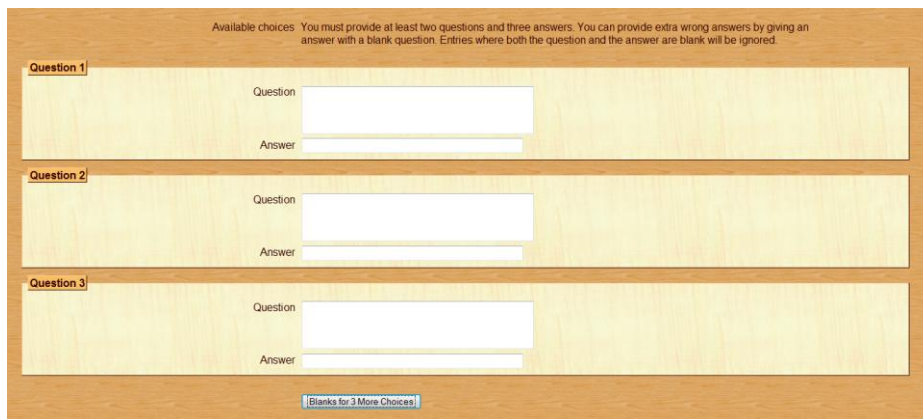 Available choices You must provide at least two questions and three answers. You can provide extra wrong answers by giving an
answer with a blank question. Entries where both the question and the answer are blank will be ignored.
Question 1
Question
Answer
Question 2
Question
Answer
Question 3
Question
Answer
Blanks for 3 More Choices